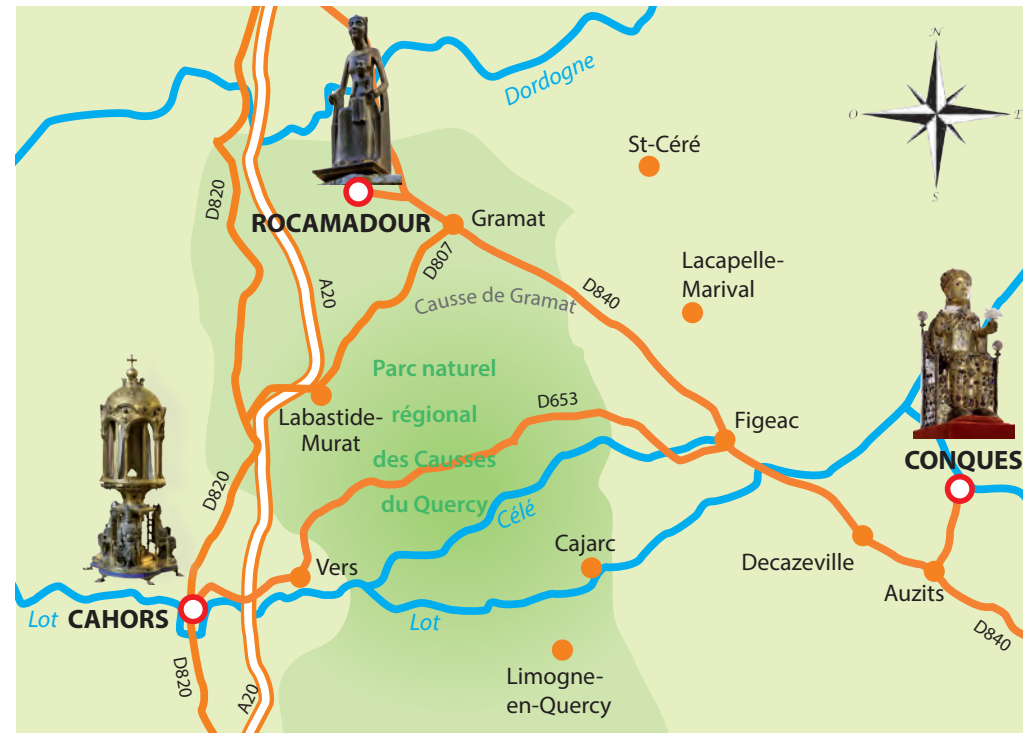 N
O
E
S
Dordogne
St-Céré
D820
ROCAMADOUR
Gramat
D807
A20
Lacapelle-
Marival
D840
Causse de Gramat
Parc naturel
régional
des Causses
du Quercy
D653
Labastide-
Murat
Figeac
CONQUES
D820
Célé
Cajarc
Vers
Decazeville
Auzits
Lot
CAHORS
Lot
D840
D820
A20
Limogne-
en-Quercy